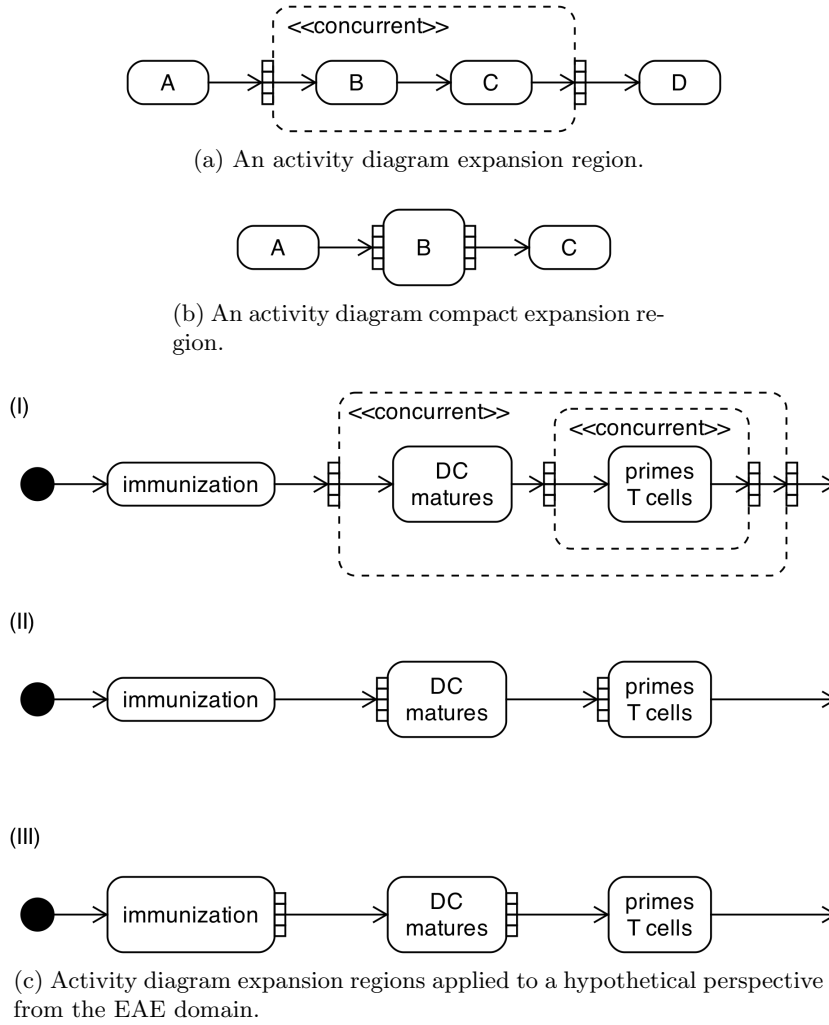 <<concurrent>>
A B C D
(a) An activity diagram expansion region.
A B C
(b) An activity diagram compact expansion re-
gion.
(I)
<<concurrent>>
<<concurrent>>
immunization
DC
matures
primes
T cells
(II)
immunization
DC
matures
primes
T cells
(III)
immunization
DC
matures
primes
T cells
(c) Activity diagram expansion regions applied to a hypothetical perspective
from the EAE domain.